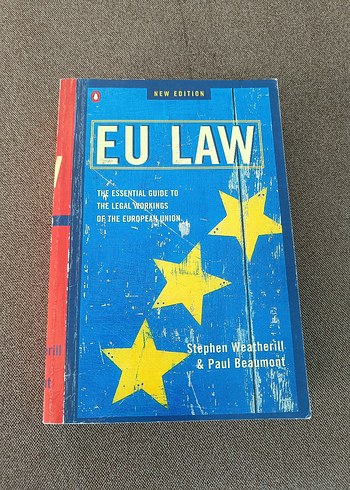 NEW EDITION
EU LAW
THE ESSENTIAL GUIDE TO
THE LEGAL WORKINGS
OF THE EUROPEAN UNION
Stephen Weatherill
& Paul Beaumont